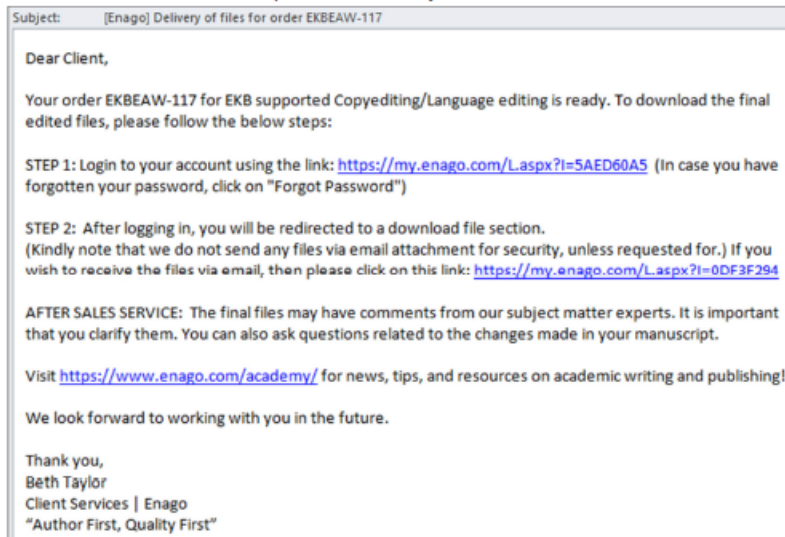 Subject: [Enago] Delivery of files for order EKBEAW-117
Dear Client,
Your order EKBEAW-117 for EKB supported Copyediting/Language editing is ready. To download the final
edited files, please follow the below steps:
STEP 1: Login to your account using the link: https://my.enago.com/L.aspx?I=5AED60A5 (In case you have
forgotten your password, click on "Forgot Password")
STEP 2: After logging in, you will be redirected to a download file section.
(Kindly note that we do not send any files via email attachment for security, unless requested for.) If you
wish to receive the files via email, then please click on this link: https://my.enago.com/L.aspx?I=0DF3F294
AFTER SALES SERVICE: The final files may have comments from our subject matter experts. It is important
that you clarify them. You can also ask questions related to the changes made in your manuscript.
Visit https://www.enago.com/academy/ for news, tips, and resources on academic writing and publishing!
We look forward to working with you in the future.
Thank you,
Beth Taylor
Client Services | Enago
“Author First, Quality First”